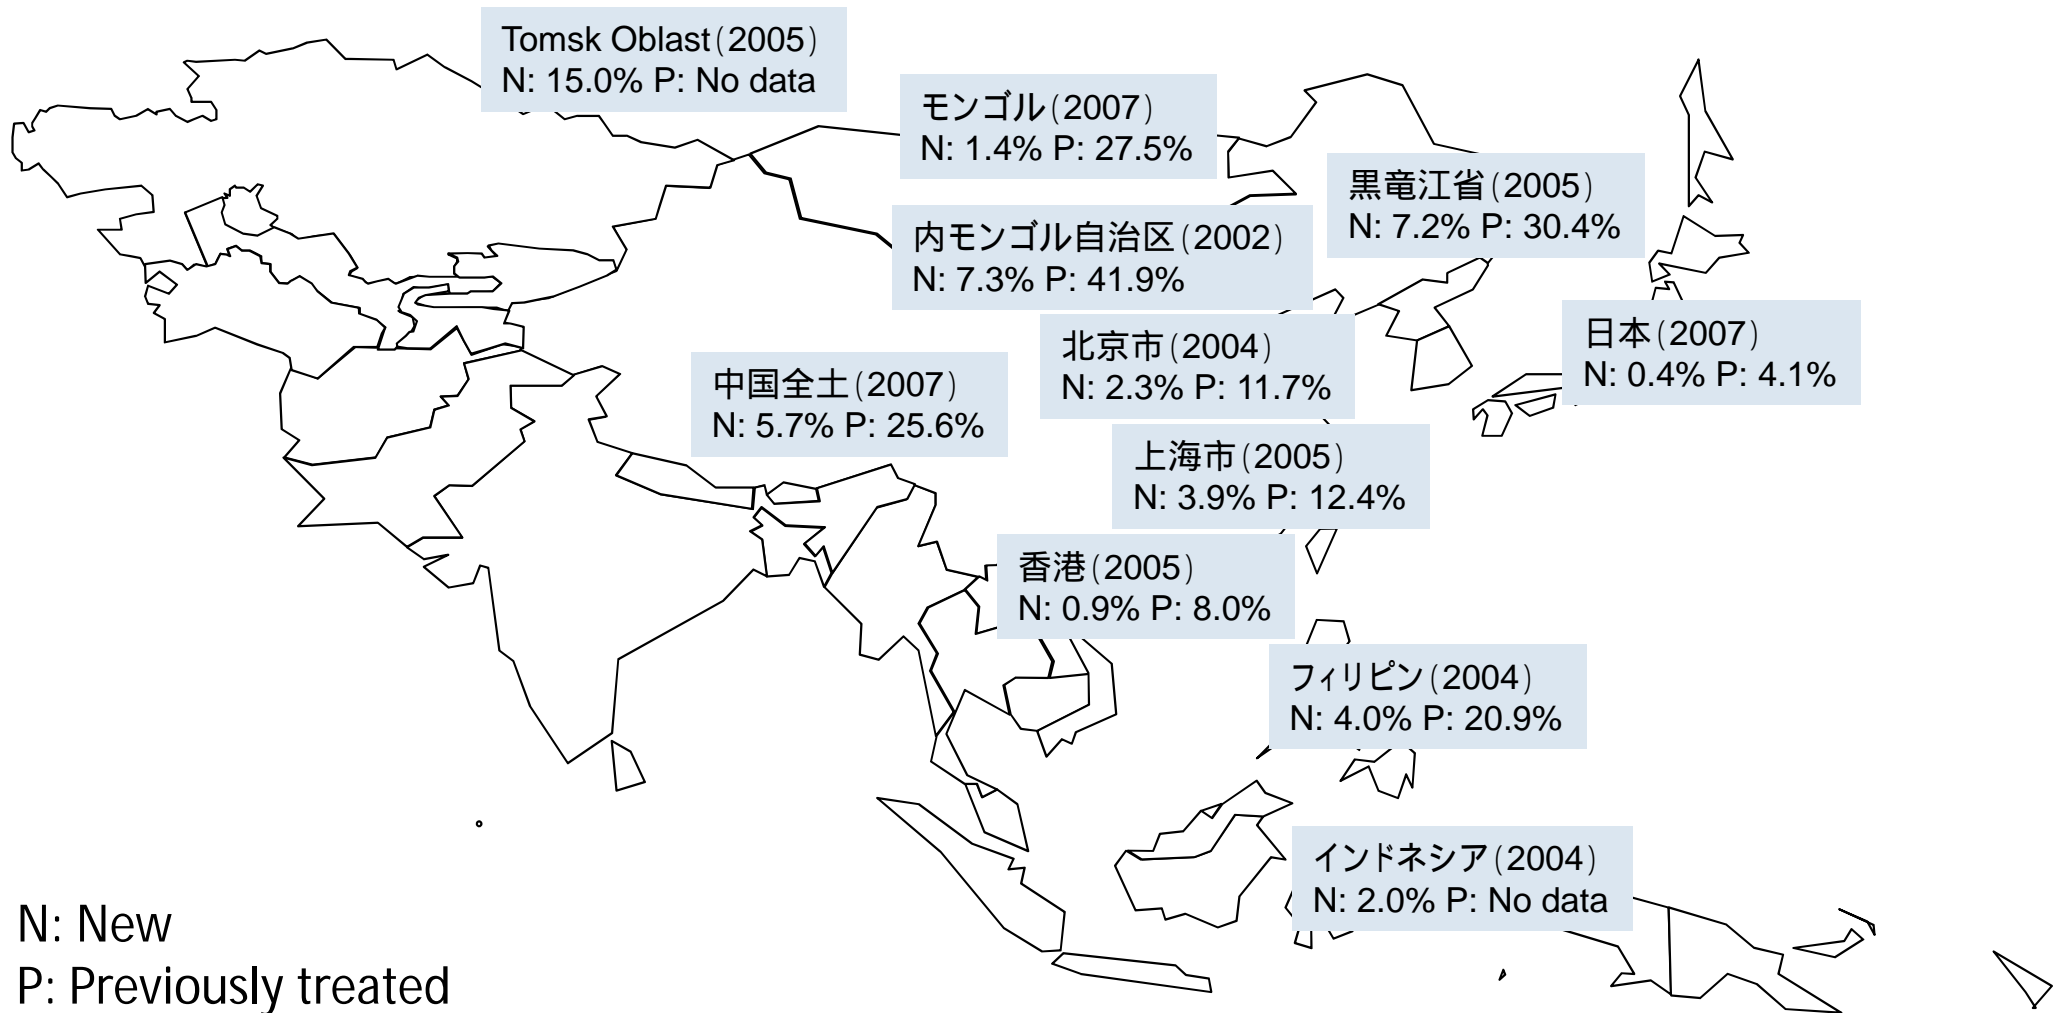 Tomsk Oblast(2005)
N: 15.0% P: No data
モンゴル(2007)
N: 1.4% P: 27.5%
黒竜江省(2005)
N: 7.2% P: 30.4%
内モンゴル自治区(2002)
N: 7.3% P: 41.9%
日本(2007)
N: 0.4% P: 4.1%
北京市(2004)
N: 2.3% P: 11.7%
中国全土(2007)
N: 5.7% P: 25.6%
上海市(2005)
N: 3.9% P: 12.4%
香港(2005)
N: 0.9% P: 8.0%
フィリピン(2004)
N: 4.0% P: 20.9%
インドネシア(2004)
N: 2.0% P: No data
N: New
P: Previously treated